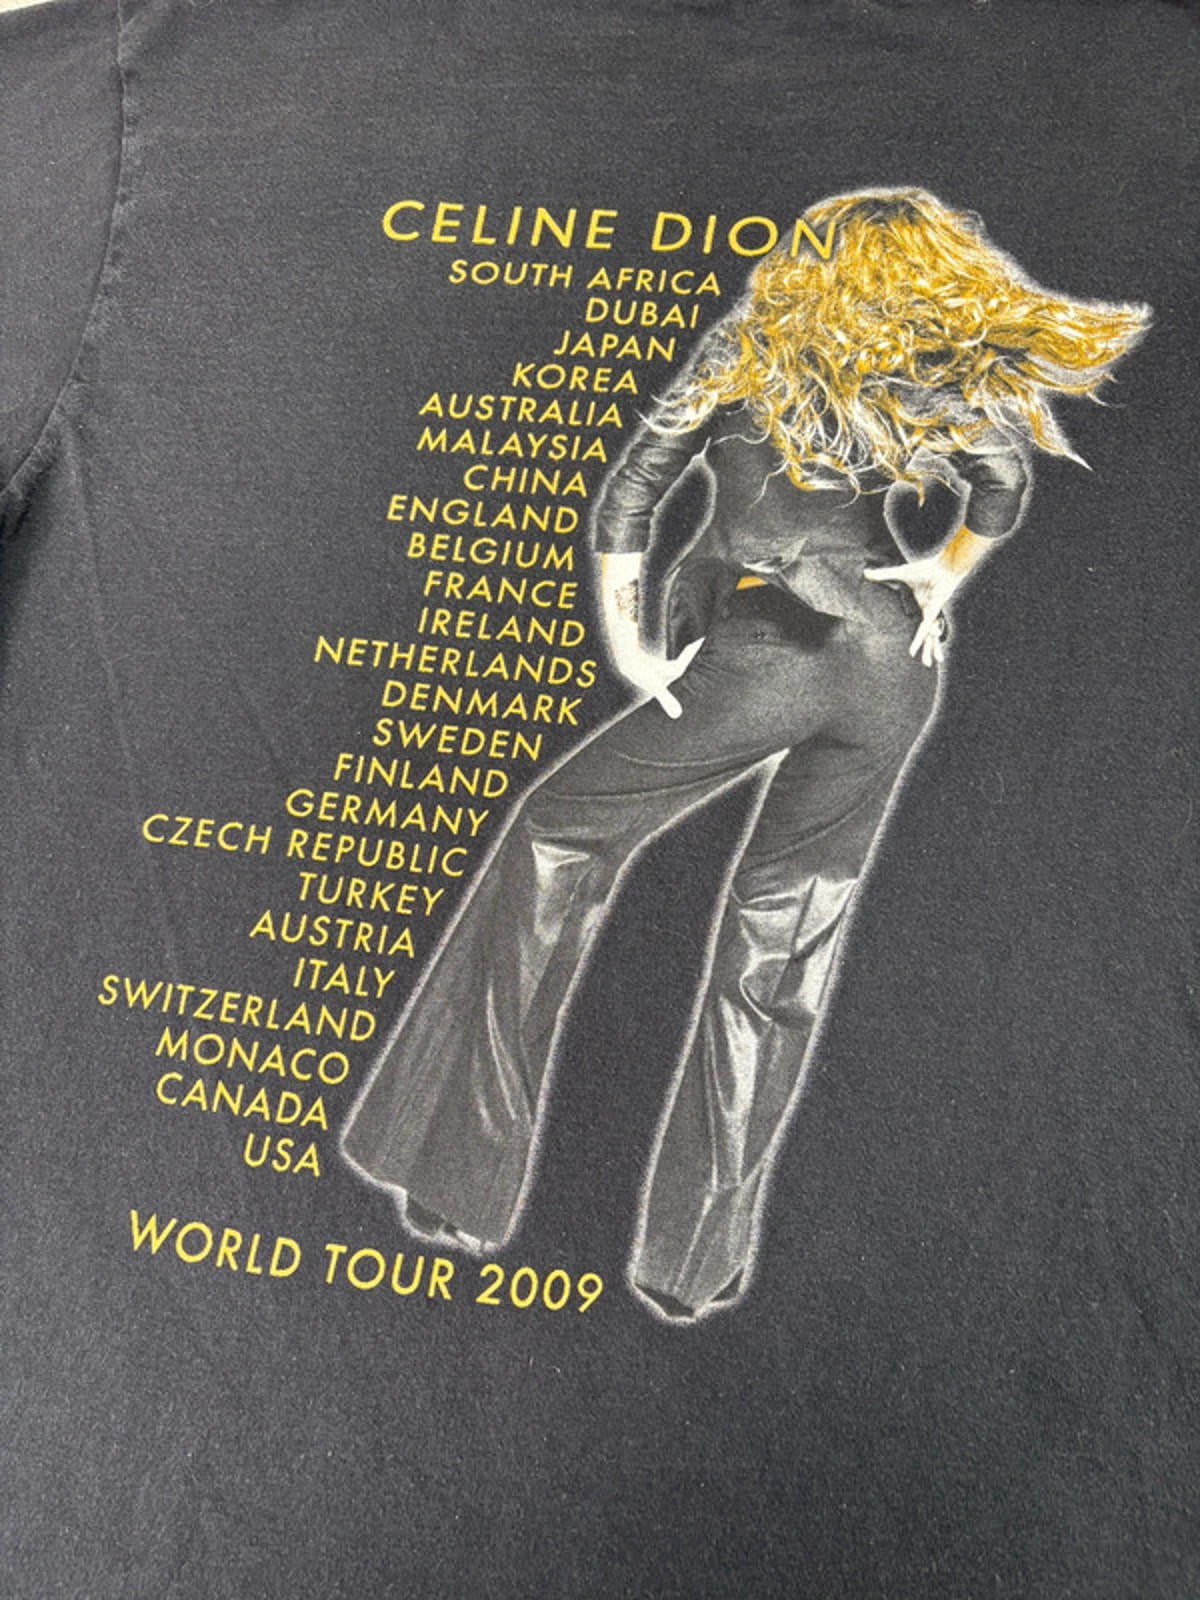 CELINE DION
SOUTH AFRICA
DUBAI
JAPAN
KOREA
AUSTRALIA
MALAYSIA
CHINA
ENGLAND
BELGIUM
FRANCE
IRELAND
NETHERLANDS
DENMARK
SWEDEN
FINLAND
GERMANY
CZECH REPUBLIC
TURKEY
AUSTRIA
ITALY
SWITZERLAND
MONACO
CANADA
USA
WORLD TOUR 2009